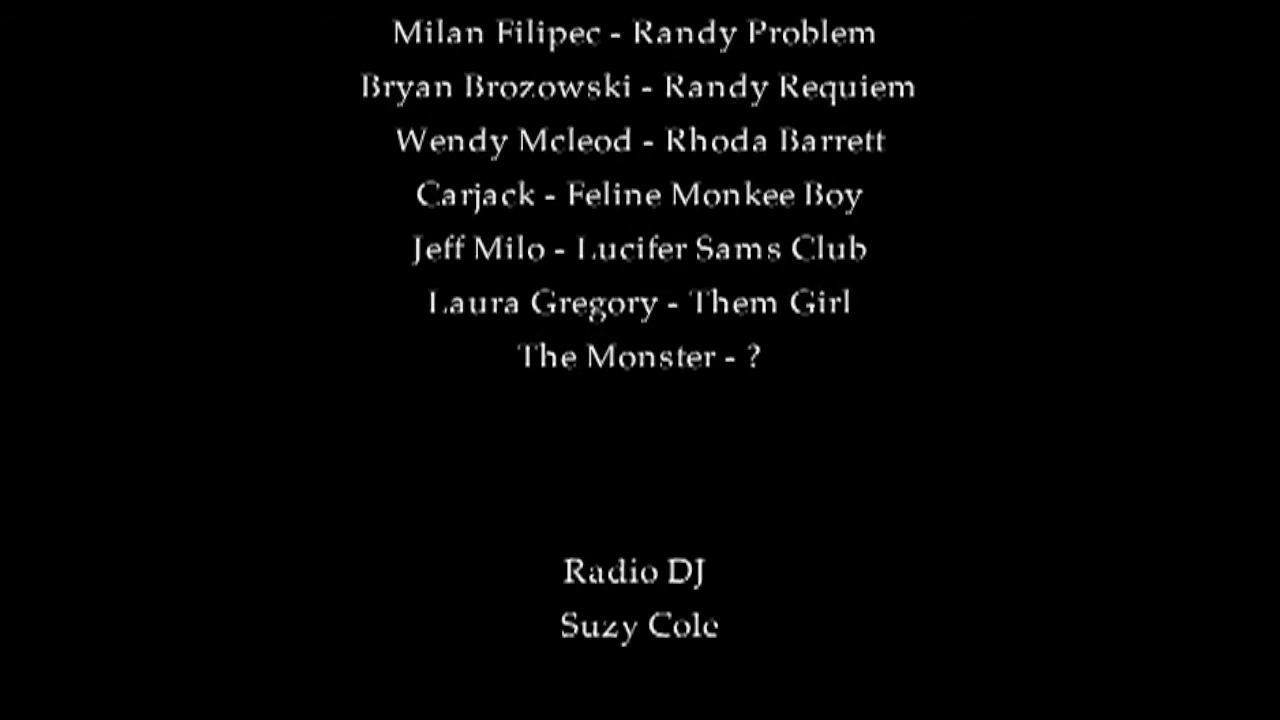 Milan Filipec - Randy Problem
Bryan Brozowski - Randy Requiem
Wendy Mcleod - Rhoda Barrett
Carjack - Feline Monkee Boy
Jeff Milo - Lucifer Sams Club
Laura Gregory - Them Girl
The Monster - ?
Radio DJ
Suzy Cole